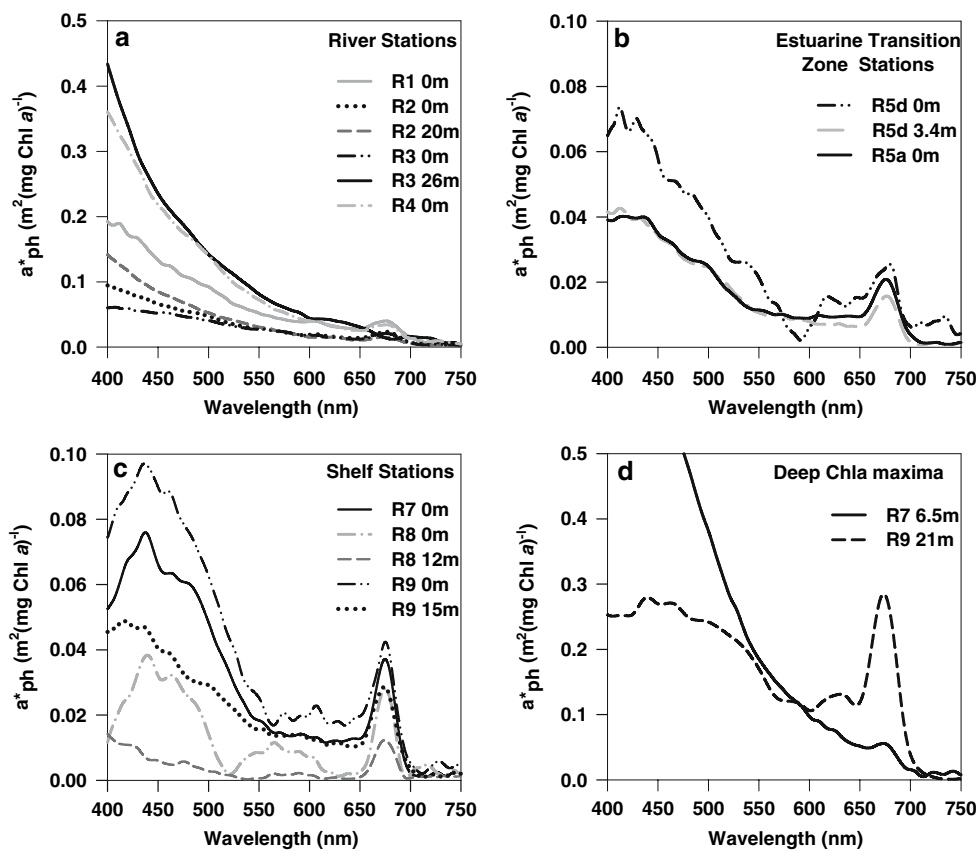 a
River Stations
R1 0m
R2 0m
R2 20m
R3 0m
R3 26m
R4 0m
0.5
0.4
0.3
0.2
0.1
0.0
a*ph (m2(mg Chl a)-1)
400 450 500 550 600 650 700 750
Wavelength (nm)
b
Estuarine Transition
Zone Stations
R5d 0m
R5d 3.4m
R5a 0m
0.10
0.08
0.06
0.04
0.02
0.00
a*ph (m2(mg Chl a)-1)
400 450 500 550 600 650 700 750
Wavelength (nm)
c
Shelf Stations
R7 0m
R8 0m
R8 12m
R9 0m
R9 15m
0.10
0.08
0.06
0.04
0.02
0.00
a*ph (m2(mg Chl a)-1)
400 450 500 550 600 650 700 750
Wavelength (nm)
d
Deep Chla maxima
R7 6.5m
R9 21m
0.5
0.4
0.3
0.2
0.1
0.0
a*ph (m2(mg Chl a)-1)
400 450 500 550 600 650 700 750
Wavelength (nm)